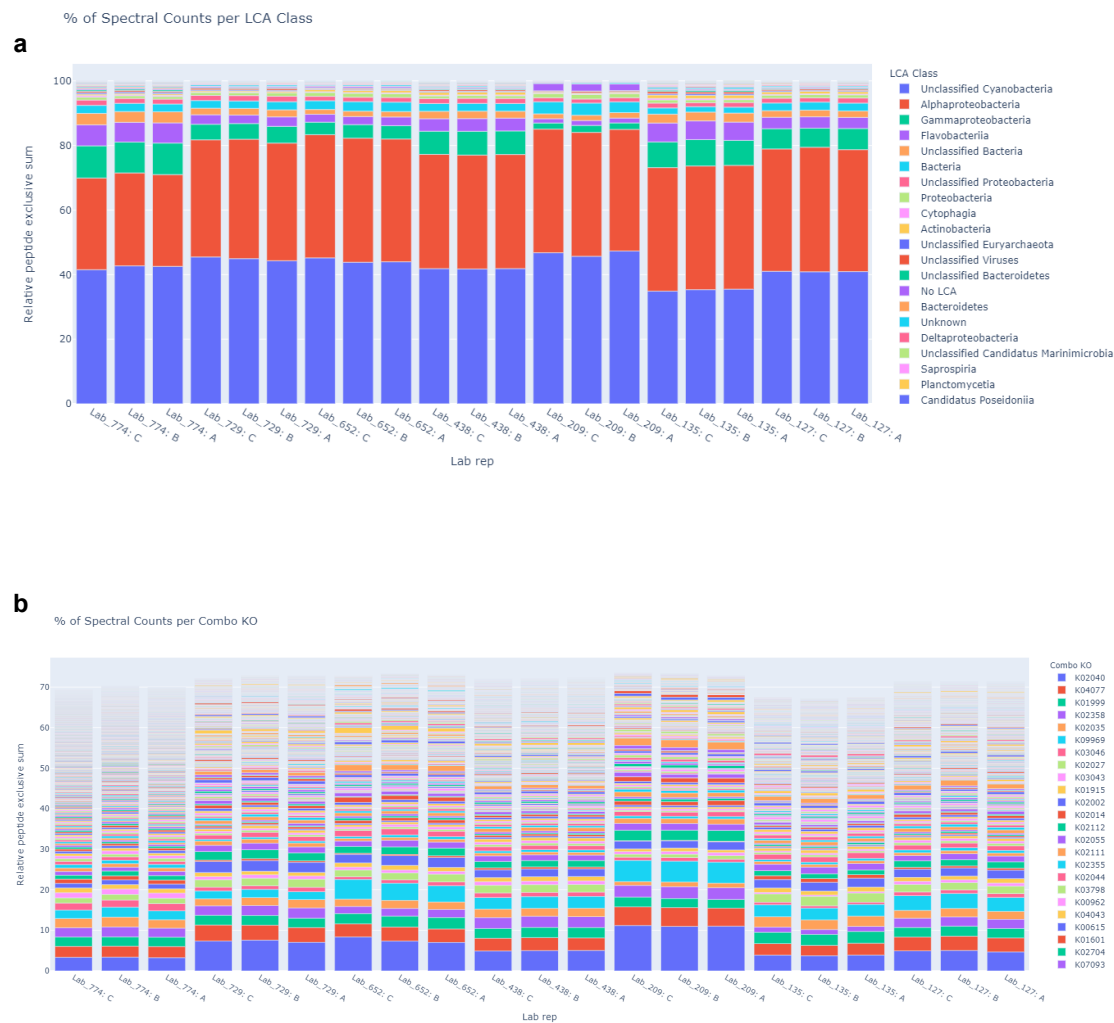 % of Spectral Counts per LCA Class
a
100
80
60
40
20
0
Relative peptide exclusive sum
Lab_774: C
Lab_774: B
Lab_774: A
Lab_729: C
Lab_729: B
Lab_729: A
Lab_652: C
Lab_652: B
Lab_652: A
Lab_438: C
Lab_438: B
Lab_438: A
Lab_209: C
Lab_209: B
Lab_209: A
Lab_135: C
Lab_135: B
Lab_135: A
Lab_127: C
Lab_127: B
Lab_127: A
Lab rep
LCA Class
Unclassified Cyanobacteria
Alphaproteobacteria
Gammaproteobacteria
Flavobacteriia
Unclassified Bacteria
Bacteria
Unclassified Proteobacteria
Proteobacteria
Cytophagia
Actinobacteria
Unclassified Euryarchaeota
Unclassified Viruses
Unclassified Bacteroidetes
No LCA
Bacteroidetes
Unknown
Deltaproteobacteria
Unclassified Candidatus Marinimicrobia
Saprospiria
Planctomycetia
Candidatus Poseidoniia
b
% of Spectral Counts per Combo KO
70
60
50
40
30
20
10
0
Relative peptide exclusive sum
Lab_774: C
Lab_774: B
Lab_774: A
Lab_729: C
Lab_729: B
Lab_729: A
Lab_652: C
Lab_652: B
Lab_652: A
Lab_438: C
Lab_438: B
Lab_438: A
Lab_209: C
Lab_209: B
Lab_209: A
Lab_135: C
Lab_135: B
Lab_135: A
Lab_127: C
Lab_127: B
Lab_127: A
Lab rep
Combo KO
K02040
K04077
K01999
K02358
K02035
K09969
K03046
K02027
K03043
K01915
K02002
K02014
K02112
K02055
K02111
K02355
K02044
K03798
K00962
K04043
K00615
K01601
K02704
K07093